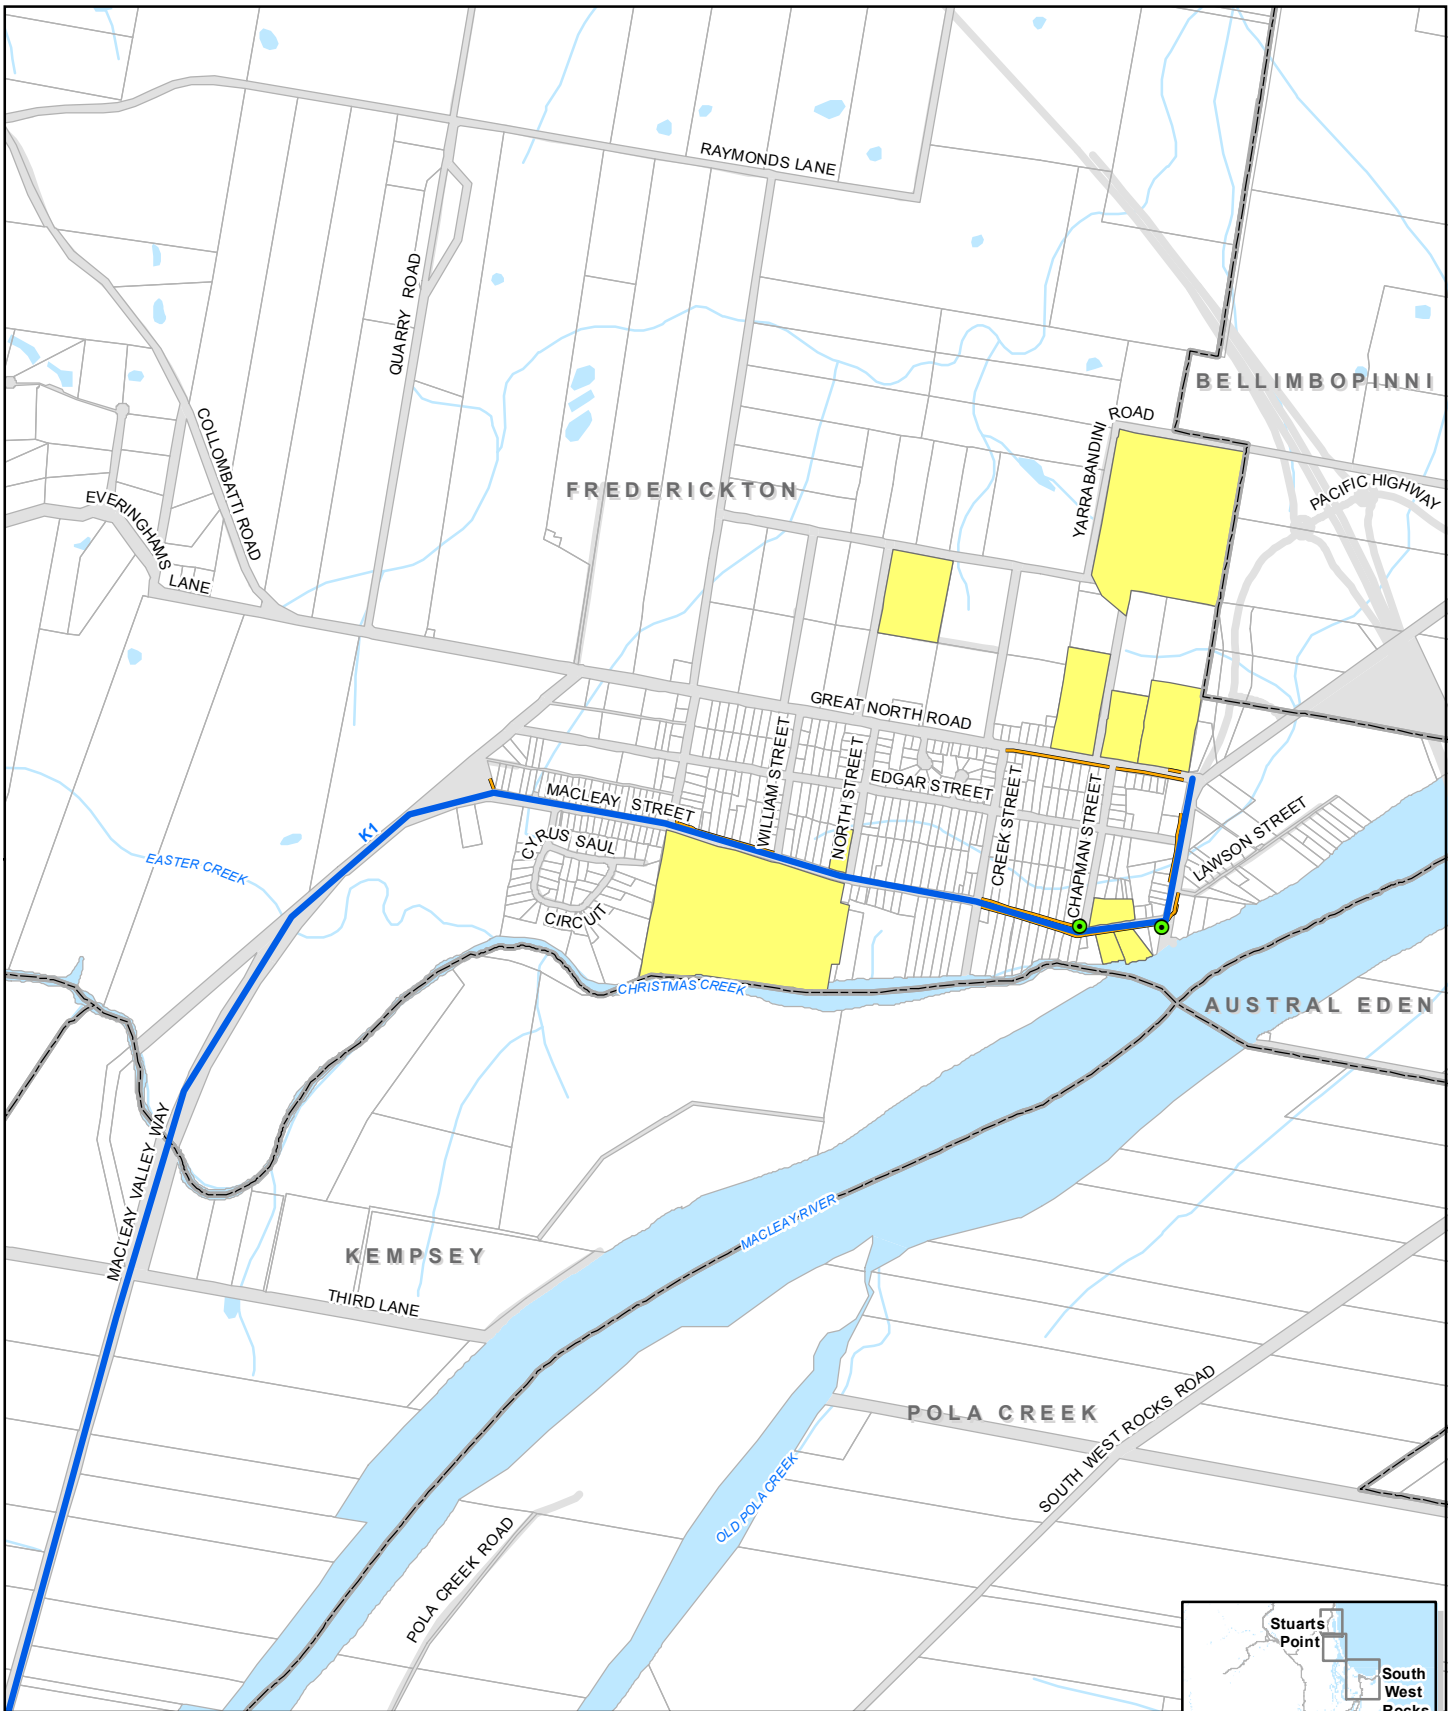 RAYMONDS LANE
QUARRY ROAD
BELLIMBOPINNI
YARRABANDINI ROAD
COLLOMBATTI ROAD
FREDERICKTON
PACIFIC HIGHWAY
EVERINGHAMS LANE
GREAT NORTH ROAD
WILLIAM STREET
NORTH STREET
EDGAR STREET
MACLEAY STREET
CREEK STREET
CHAPMAN STREET
LAWSON STREET
K1
CYRUS SAUL
CIRCUIT
EASTER CREEK
CHRISTMAS CREEK
AUSTRAL EDEN
MACLEAY VALLEY WAY
MACLEAY RIVER
KEMPSEY
THIRD LANE
POLA CREEK
SOUTH WEST ROCKS ROAD
OLD POLA CREEK
POLA CREEK ROAD
Stuarts
Point
South
West
Rocks